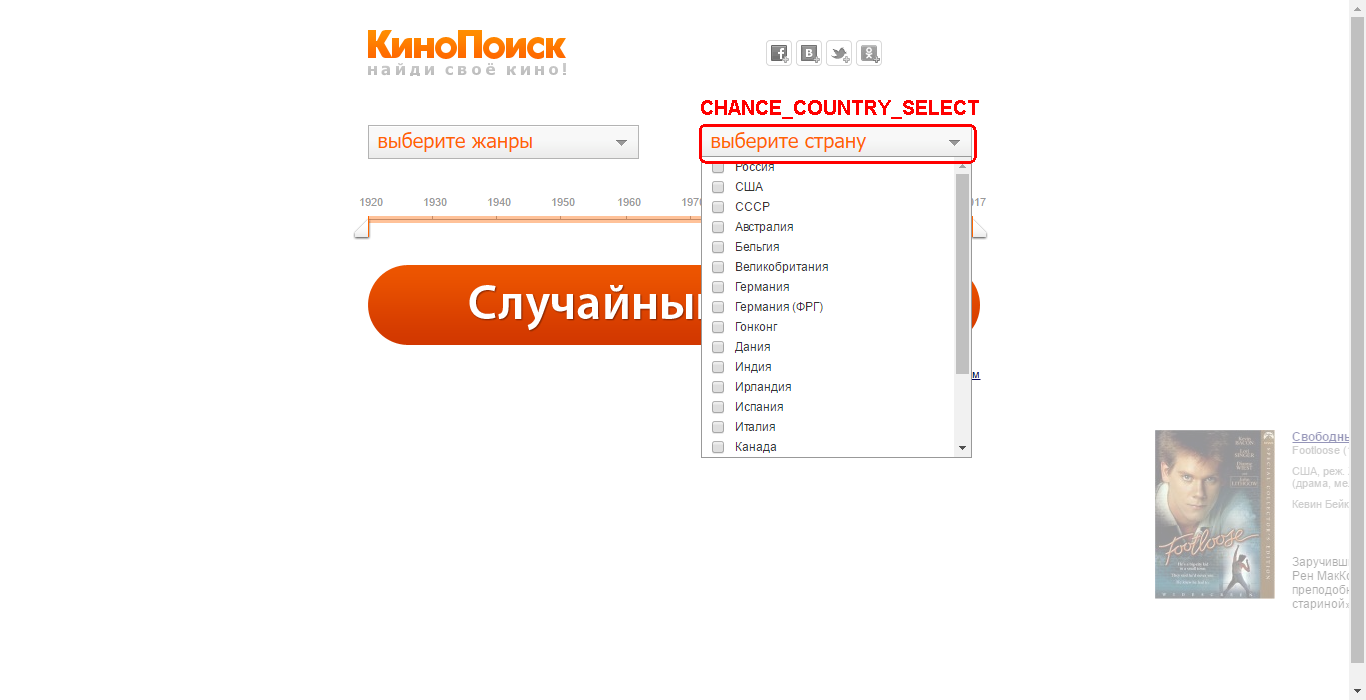 КиноПоиск
найди своё кино!
CHANCE_COUNTRY_SELECT
выберите жанры
выберите страну
Россия
США
СССР
Австралия
Бельгия
Великобритания
Германия
Германия (ФРГ)
Гонконг
Дания
Индия
Ирландия
Испания
Италия
Канада
1920 1930 1940 1950 1960 1970 17
Случайны
м
Свободны
Footloose (
США, реж.
(драма, ме
Кевин Бейк
Заручивш
Рен МакКо
преподобн
стариной»
Footloose
WIDESCREEN